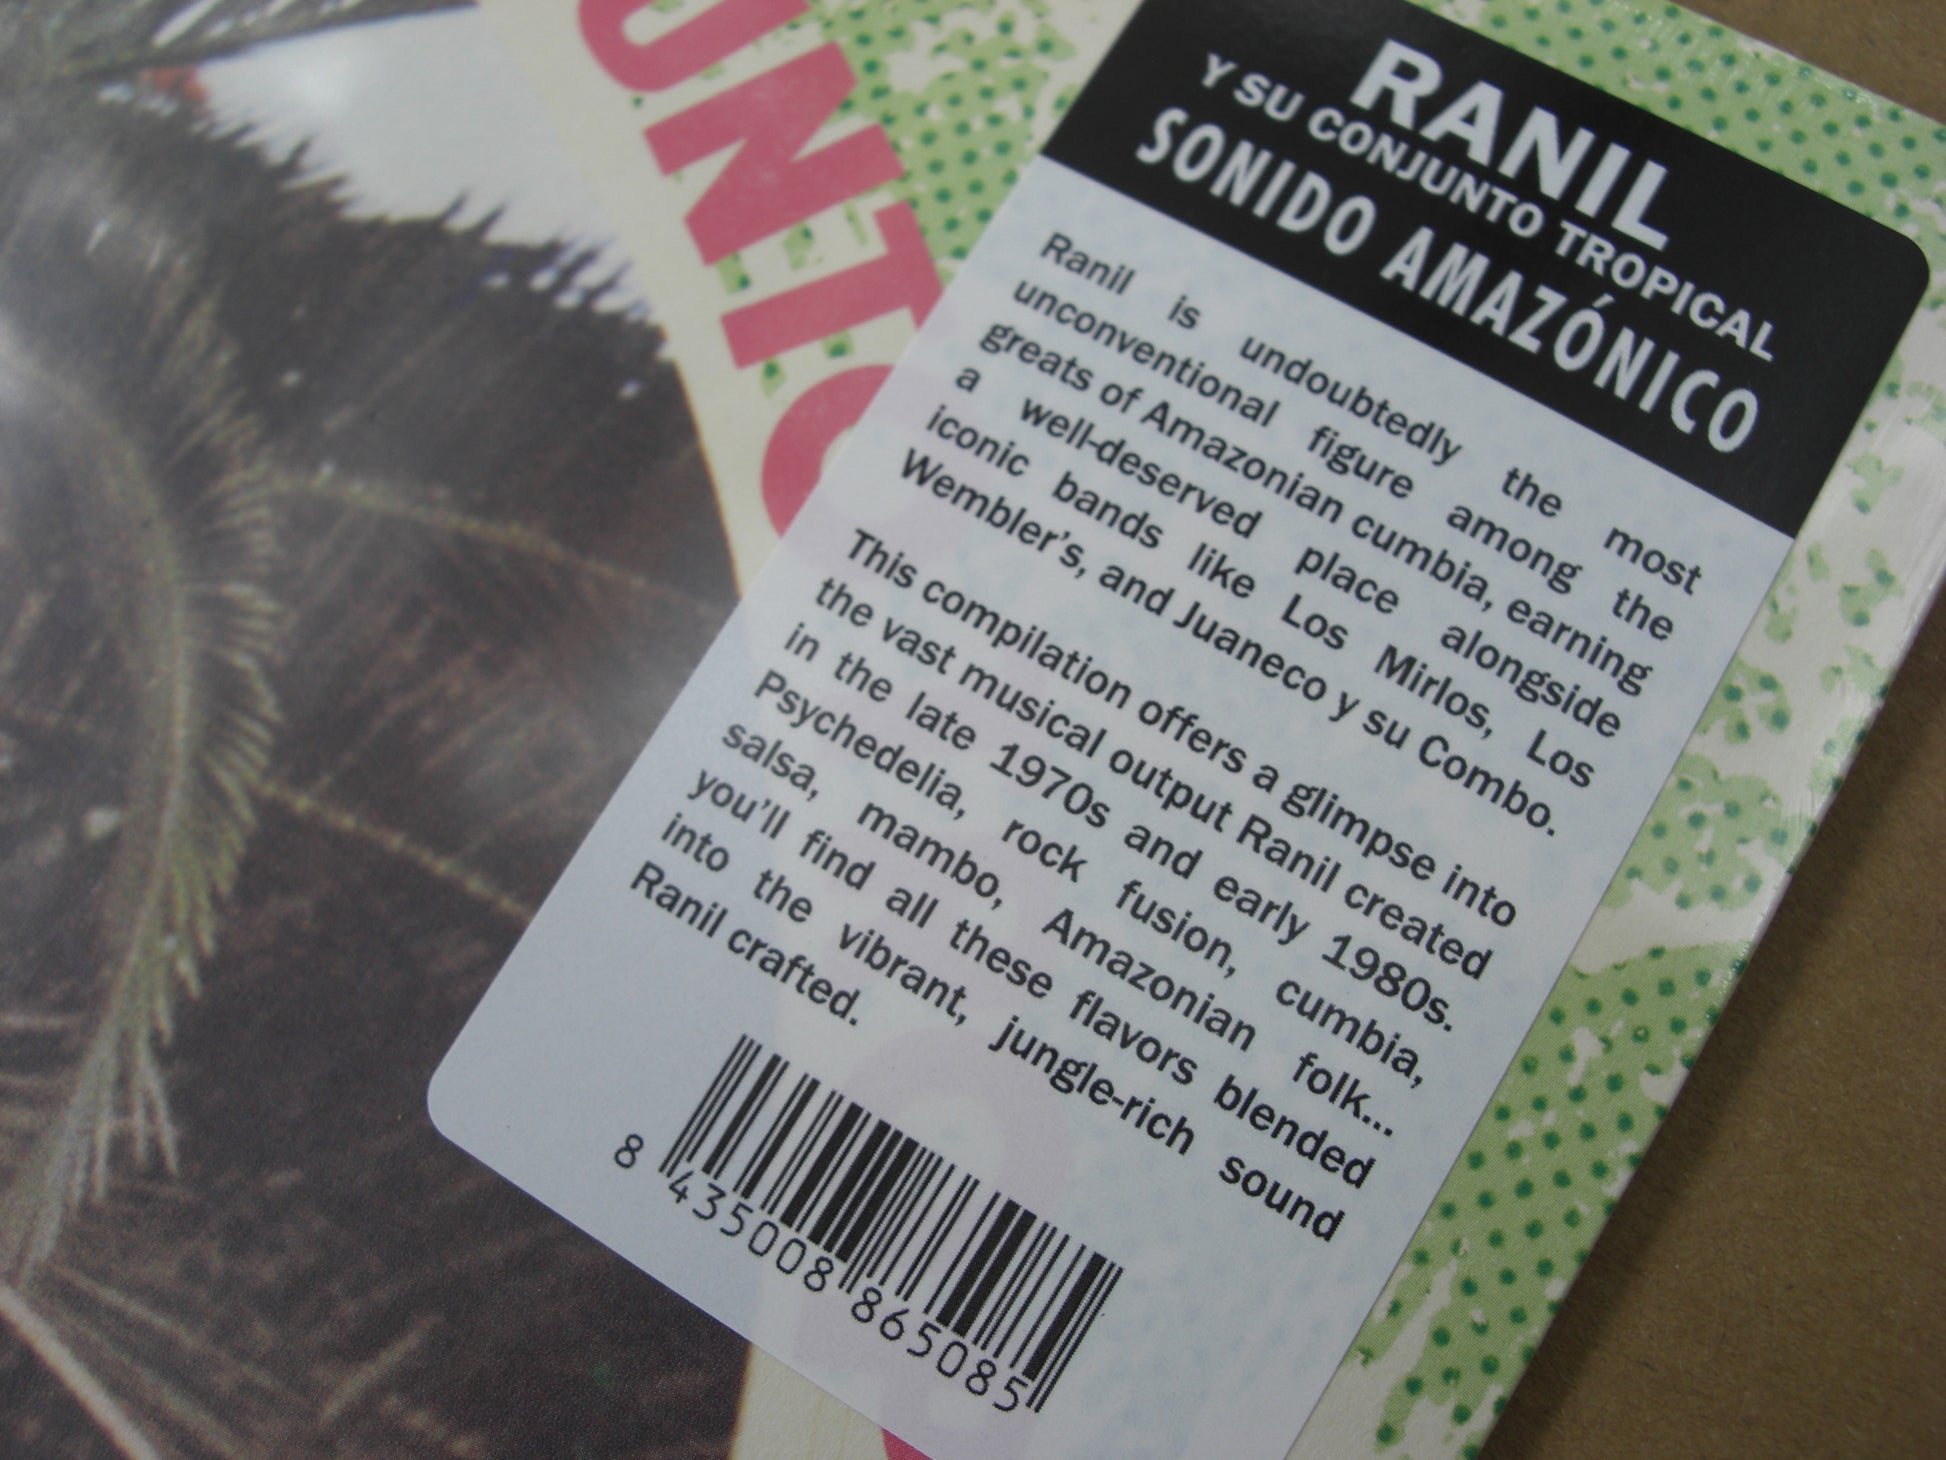 UNTO
RANIL
Y SU CONJUNTO TROPICAL
SONIDO AMAZÓNICO
Ranil is undoubtedly the most
unconventional figure among the
greats of Amazonian cumbia, earning
a well-deserved place alongside
iconic bands like Los Mirlos, Los
Wembler's, and Juaneco y su Combo.
This compilation offers a glimpse into
the vast musical output Ranil created
in the late 1970s and early 1980s.
Psychedelia, rock fusion, cumbia,
salsa, mambo, Amazonian folk...
you'll find all these flavors blended
into the vibrant, jungle-rich sound
Ranil crafted.
8 435008 865085